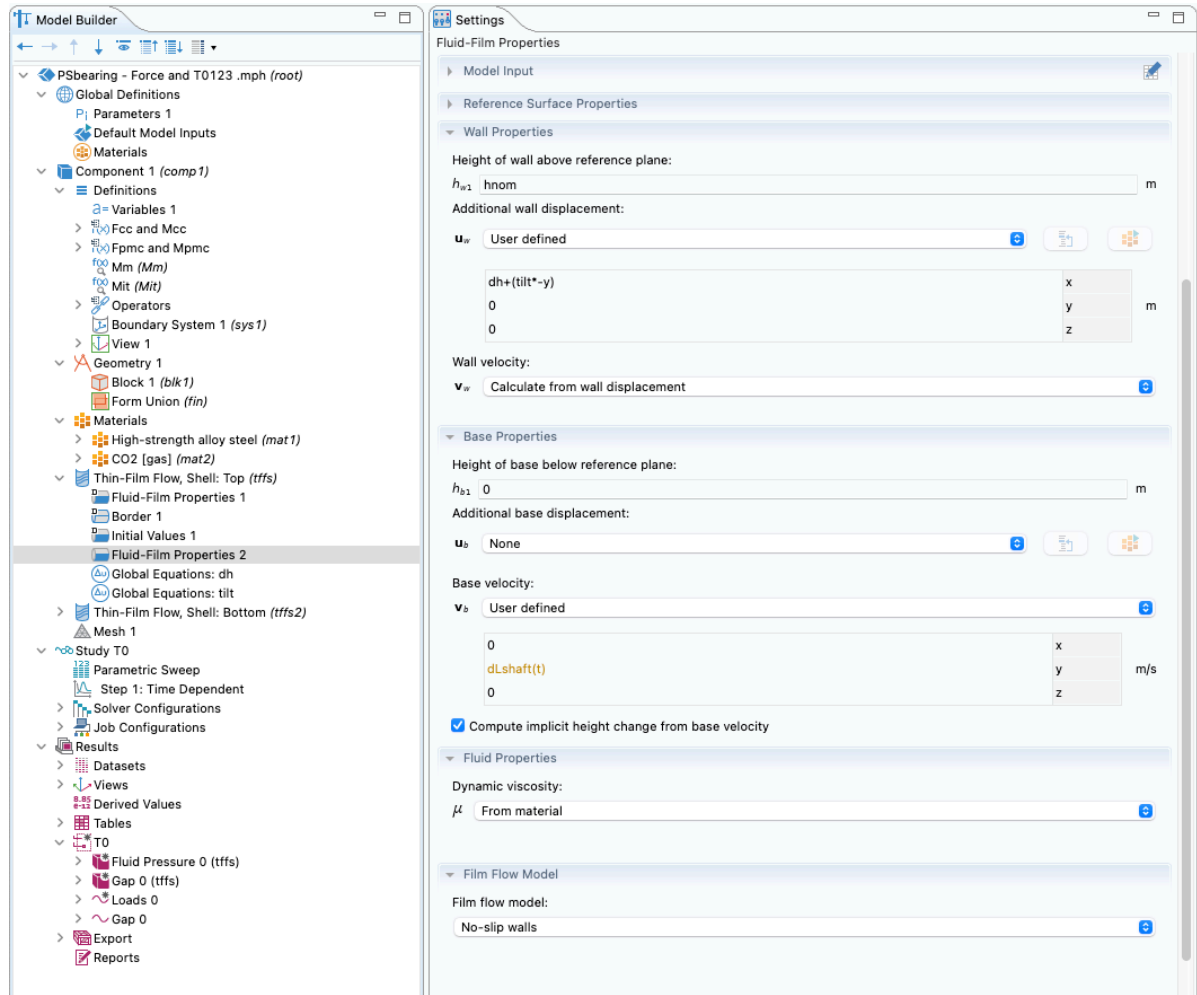 Model Builder
PSbearing - Force and T0123 .mph (root)
Global Definitions
Pi Parameters 1
Default Model Inputs
Materials
Component 1 (comp1)
Definitions
a= Variables 1
Fcc and Mcc
Fpmc and Mpmc
Mm (Mm)
Mit (Mit)
Operators
Boundary System 1 (sys1)
View 1
Geometry 1
Block 1 (blk1)
Form Union (fin)
Materials
High-strength alloy steel (mat1)
CO2 [gas] (mat2)
Thin-Film Flow, Shell: Top (tffs)
Fluid-Film Properties 1
Border 1
Initial Values 1
Fluid-Film Properties 2
Δu Global Equations: dh
Δu Global Equations: tilt
Thin-Film Flow, Shell: Bottom (tffs2)
Mesh 1
Study T0
123 Parametric Sweep
Step 1: Time Dependent
Solver Configurations
Job Configurations
Results
Datasets
Views
8.85 e-12 Derived Values
Tables
T0
Fluid Pressure 0 (tffs)
Gap 0 (tffs)
Loads 0
Gap 0
Export
Reports
Settings
Fluid-Film Properties
Model Input
Reference Surface Properties
Wall Properties
Height of wall above reference plane:
hw1 hnom m
Additional wall displacement:
uw User defined
dh+(tilt*-y) x
0 y m
0 z
Wall velocity:
vw Calculate from wall displacement
Base Properties
Height of base below reference plane:
hb1 0 m
Additional base displacement:
ub None
Base velocity:
vb User defined
0 x
dLshaft(t) y m/s
0 z
Compute implicit height change from base velocity
Fluid Properties
Dynamic viscosity:
μ From material
Film Flow Model
Film flow model:
No-slip walls